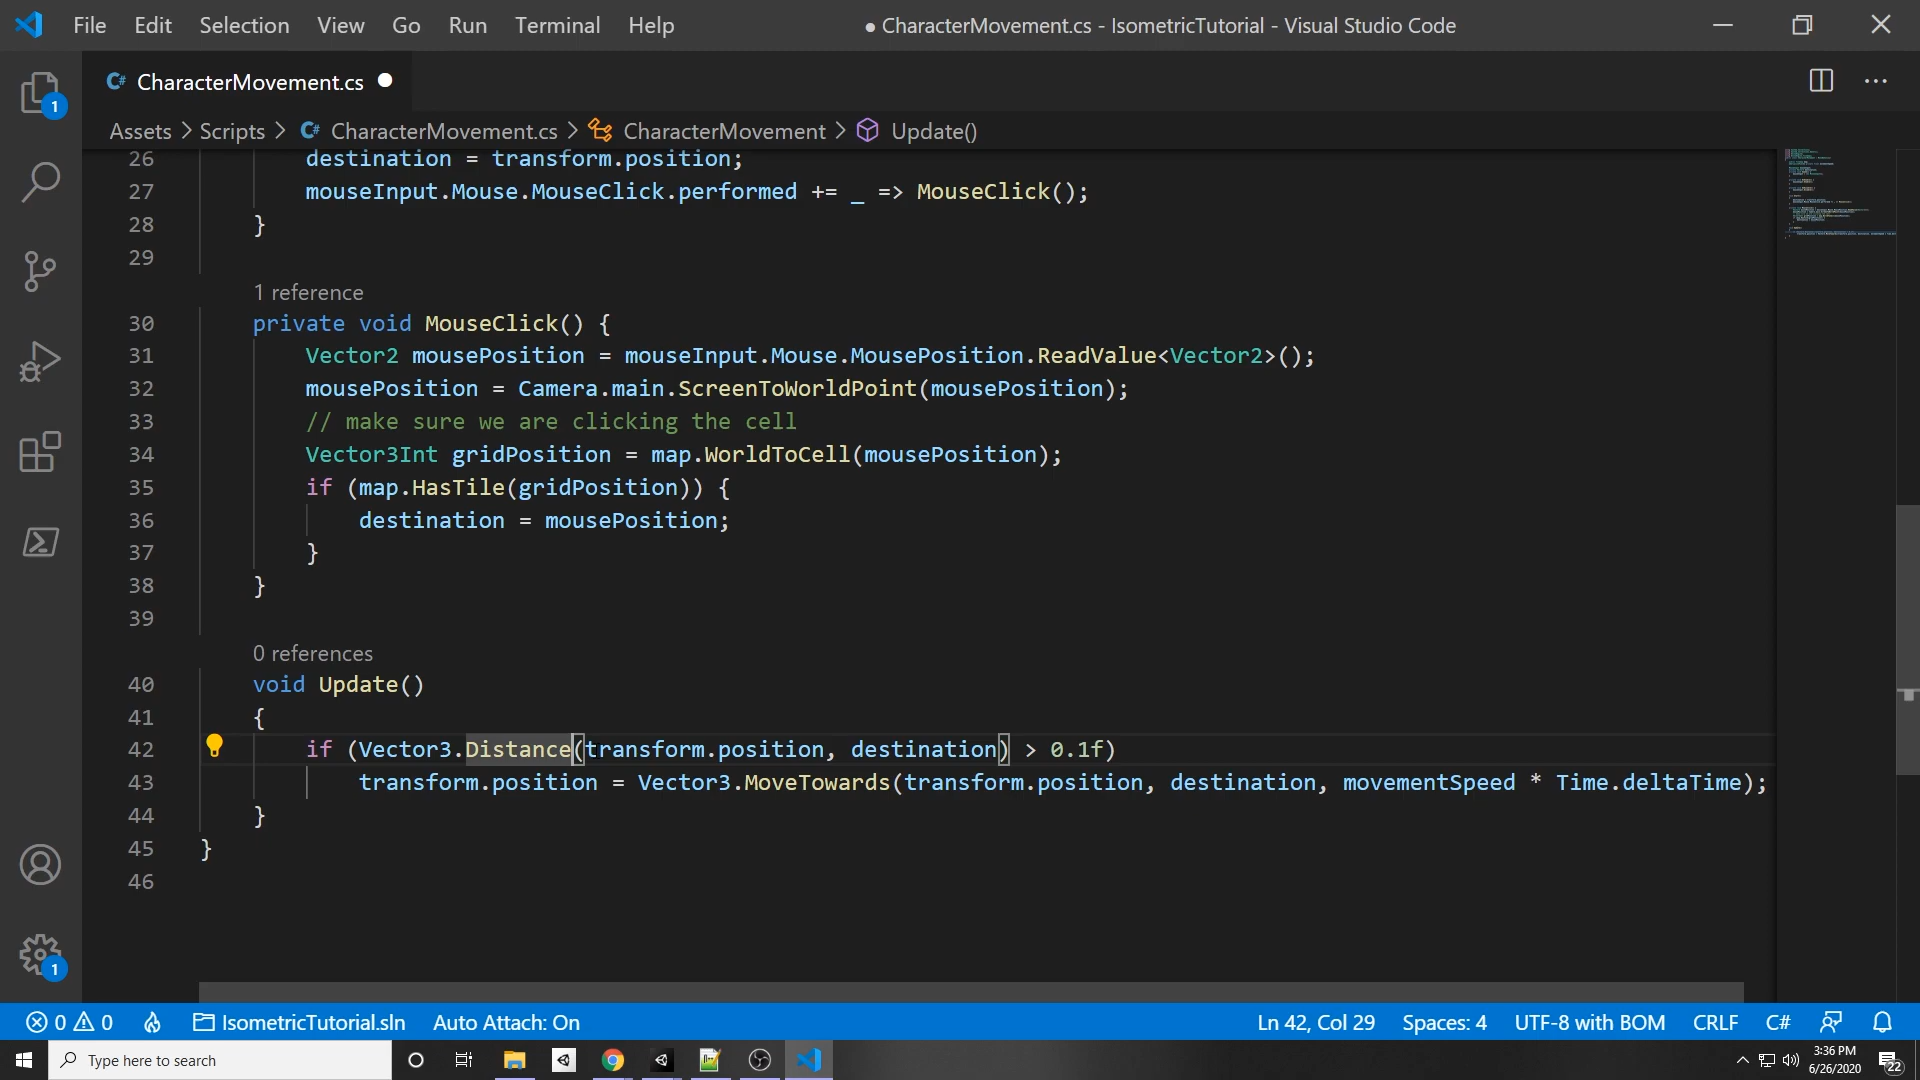 File Edit Selection View Go Run Terminal Help ● CharacterMovement.cs - IsometricTutorial - Visual Studio Code
C# CharacterMovement.cs ●
1
Assets > Scripts > C# CharacterMovement.cs > CharacterMovement > Update()
26 destination = transform.position;
27 mouseInput.Mouse.MouseClick.performed += _ => MouseClick();
28 }
29
1 reference
30 private void MouseClick() {
31 Vector2 mousePosition = mouseInput.Mouse.MousePosition.ReadValue<Vector2>();
32 mousePosition = Camera.main.ScreenToWorldPoint(mousePosition);
33 // make sure we are clicking the cell
34 Vector3Int gridPosition = map.WorldToCell(mousePosition);
35 if (map.HasTile(gridPosition)) {
36 destination = mousePosition;
37 }
38 }
39
0 references
40 void Update()
41 {
42 if (Vector3.Distance(transform.position, destination) > 0.1f)
43 transform.position = Vector3.MoveTowards(transform.position, destination, movementSpeed * Time.deltaTime);
44 }
45 }
46
1
0 0 IsometricTutorial.sln Auto Attach: On Ln 42, Col 29 Spaces: 4 UTF-8 with BOM CRLF C#
Type here to search
3:36 PM
6/26/2020
22